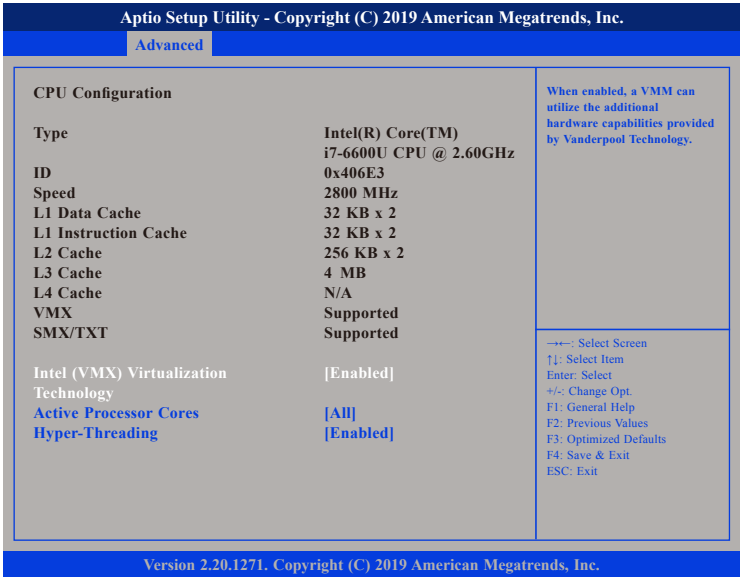 Aptio Setup Utility - Copyright (C) 2019 American Megatrends, Inc.
Advanced
CPU Configuration
Type Intel(R) Core(TM)
i7-6600U CPU @ 2.60GHz
ID 0x406E3
Speed 2800 MHz
L1 Data Cache 32 KB x 2
L1 Instruction Cache 32 KB x 2
L2 Cache 256 KB x 2
L3 Cache 4 MB
L4 Cache N/A
VMX Supported
SMX/TXT Supported
Intel (VMX) Virtualization [Enabled]
Technology
Active Processor Cores [All]
Hyper-Threading [Enabled]
When enabled, a VMM can
utilize the additional
hardware capabilities provided
by Vanderpool Technology.
→←: Select Screen
↑↓: Select Item
Enter: Select
+/-: Change Opt.
F1: General Help
F2: Previous Values
F3: Optimized Defaults
F4: Save & Exit
ESC: Exit
Version 2.20.1271. Copyright (C) 2019 American Megatrends, Inc.